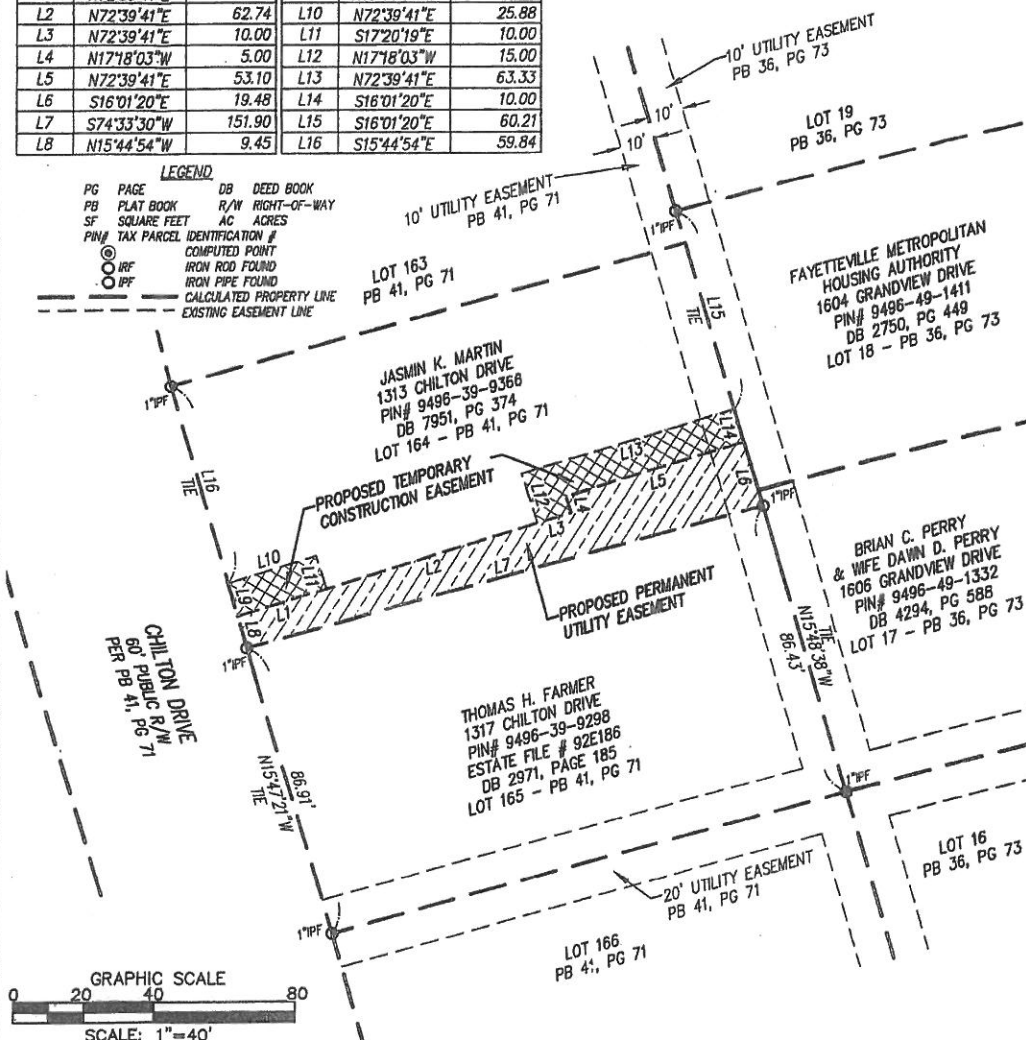 L2 N72°39'41"E 62.74 L10 N72°39'41"E 25.88
L3 N72°39'41"E 10.00 L11 S17°20'19"E 10.00
L4 N17°18'03"W 5.00 L12 N17°18'03"W 15.00
L5 N72°39'41"E 53.10 L13 N72°39'41"E 63.33
L6 S16°01'20"E 19.48 L14 S16°01'20"E 10.00
L7 S74°33'30"W 151.90 L15 S16°01'20"E 60.21
L8 N15°44'54"W 9.45 L16 S15°44'54"E 59.84
LEGEND
PG PAGE DB DEED BOOK
PB PLAT BOOK R/W RIGHT-OF-WAY
SF SQUARE FEET AC ACRES
PIN# TAX PARCEL IDENTIFICATION #
COMPUTED POINT
IRF IRON ROD FOUND
IPF IRON PIPE FOUND
CALCULATED PROPERTY LINE
EXISTING EASEMENT LINE
10' UTILITY EASEMENT
PB 36, PG 73
10'
10'
LOT 19
PB 36, PG 73
10' UTILITY EASEMENT
PB 41, PG 71
1"IPF
LOT 163
PB 41, PG 71
FAYETTEVILLE METROPOLITAN
HOUSING AUTHORITY
1604 GRANDVIEW DRIVE
PIN# 9496-49-1411
DB 2750, PG 449
LOT 18 - PB 36, PG 73
L15
TIE
1"IPF
JASMIN K. MARTIN
1313 CHILTON DRIVE
PIN# 9496-39-9366
DB 7951, PG 374
LOT 164 - PB 41, PG 71
L16
TIE
PROPOSED TEMPORARY
CONSTRUCTION EASEMENT
L13
L14
L12
L4
L5
L6
L3
1"IPF
L10
L11
L9
L1
L2
L7
L8
1"IPF
PROPOSED PERMANENT
UTILITY EASEMENT
BRIAN C. PERRY
& WIFE DAWN D. PERRY
1606 GRANDVIEW DRIVE
PIN# 9496-49-1332
DB 4294, PG 588
LOT 17 - PB 36, PG 73
TIE
N15°48'38"W
86.43'
CHILTON DRIVE
60' PUBLIC R/W
PER PB 41, PG 71
THOMAS H. FARMER
1317 CHILTON DRIVE
PIN# 9496-39-9298
ESTATE FILE # 92E186
DB 2971, PAGE 185
LOT 165 - PB 41, PG 71
86.91'
N15°47'21"W
TIE
1"IPF
LOT 16
PB 36, PG 73
20' UTILITY EASEMENT
PB 41, PG 71
1"IPF
LOT 166
PB 41, PG 71
GRAPHIC SCALE
0 20 40 80
SCALE: 1"=40'